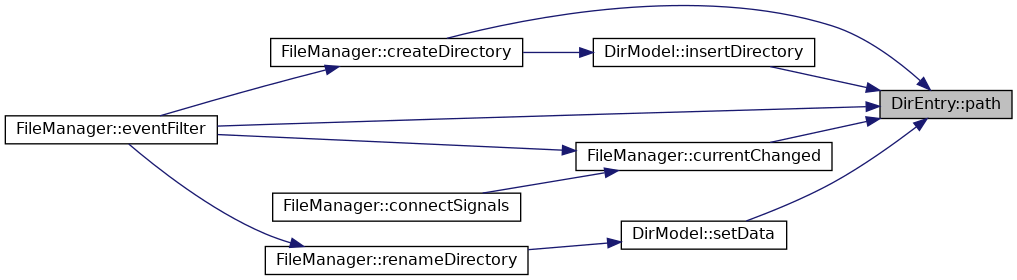 FileManager::createDirectory
DirModel::insertDirectory
DirEntry::path
FileManager::eventFilter
FileManager::currentChanged
FileManager::connectSignals
DirModel::setData
FileManager::renameDirectory